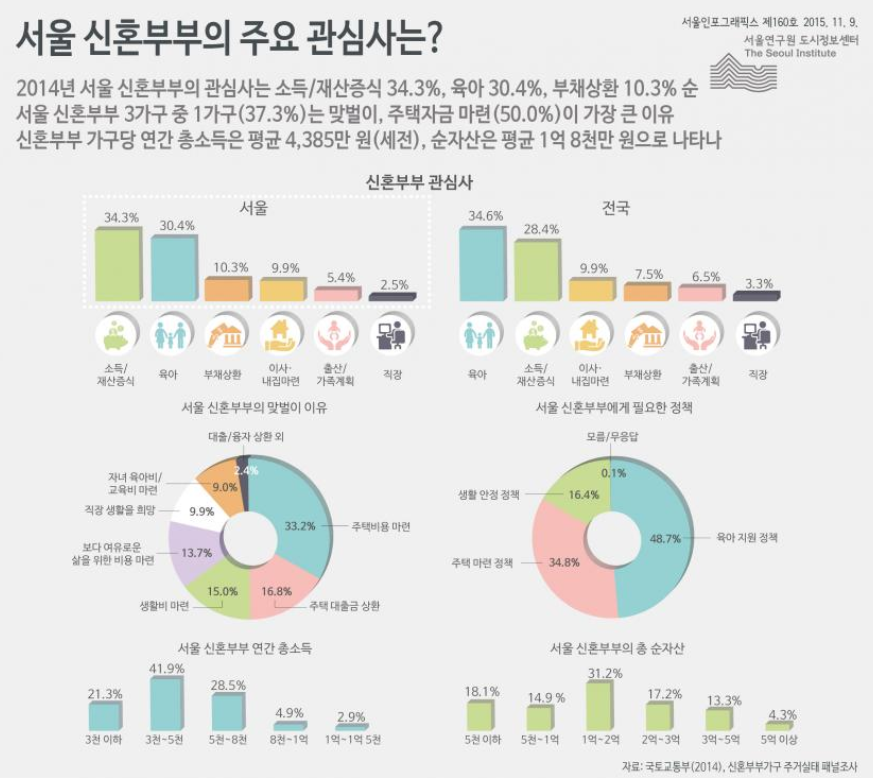 서울 신혼부부의 주요 관심사는?
서울인포그래픽스 제160호 2015. 11. 9.
서울연구원 도시정보센터
The Seoul Institute
2014년 서울 신혼부부의 관심사는 소득/재산증식 34.3%, 육아 30.4%, 부채상환 10.3% 순
서울 신혼부부 3가구 중 1가구(37.3%)는 맞벌이, 주택자금 마련(50.0%)이 가장 큰 이유
신혼부부 가구당 연간 총소득은 평균 4,385만 원(세전), 순자산은 평균 1억 8천만 원으로 나타나
신혼부부 관심사
서울
34.3%
30.4%
10.3%
9.9%
5.4%
2.5%
소득/
재산증식
육아
부채상환
이사·
내집마련
출산/
가족계획
직장
전국
34.6%
28.4%
9.9%
7.5%
6.5%
3.3%
육아
소득/
재산증식
이사·
내집마련
부채상환
출산/
가족계획
직장
서울 신혼부부의 맞벌이 이유
대출/융자 상환 외
2.4%
자녀 육아비/
교육비 마련
9.0%
직장 생활을 희망
9.9%
보다 여유로운
삶을 위한 비용 마련
13.7%
생활비 마련
15.0%
16.8%
주택 대출금 상환
33.2%
주택비용 마련
서울 신혼부부에게 필요한 정책
모름/무응답
0.1%
생활 안정 정책
16.4%
주택 마련 정책
34.8%
48.7%
육아 지원 정책
서울 신혼부부 연간 총소득
21.3%
41.9%
28.5%
4.9%
2.9%
3천 이하
3천~5천
5천~8천
8천~1억
1억~1억 5천
서울 신혼부부의 총 순자산
18.1%
14.9 %
31.2%
17.2%
13.3%
4.3%
5천 이하
5천~1억
1억~2억
2억~3억
3억~5억
5억 이상
자료: 국토교통부(2014), 신혼부부가구 주거실태 패널조사